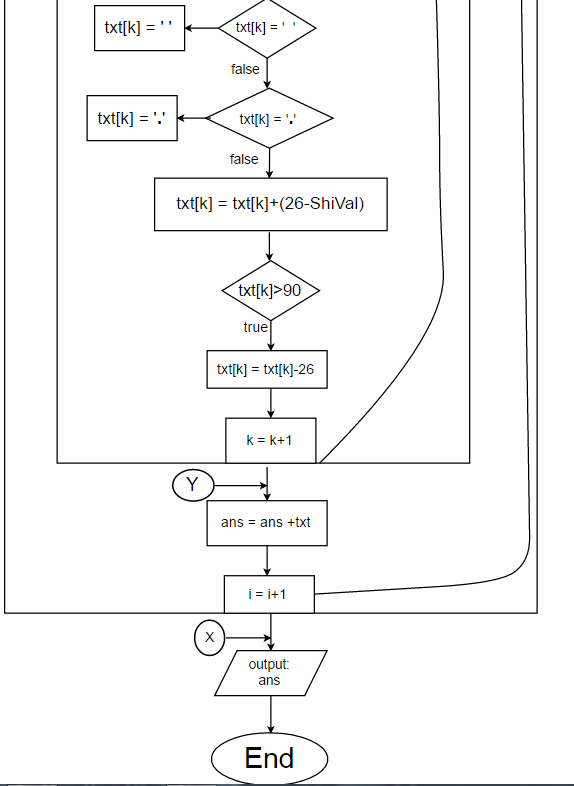 txt[k] = ' '
txt[k] = ' '
false
txt[k] = '.'
txt[k] = '.'
false
txt[k] = txt[k]+(26-ShiVal)
txt[k]>90
true
txt[k] = txt[k]-26
k = k+1
Y
ans = ans +txt
i = i+1
X
output:
ans
End